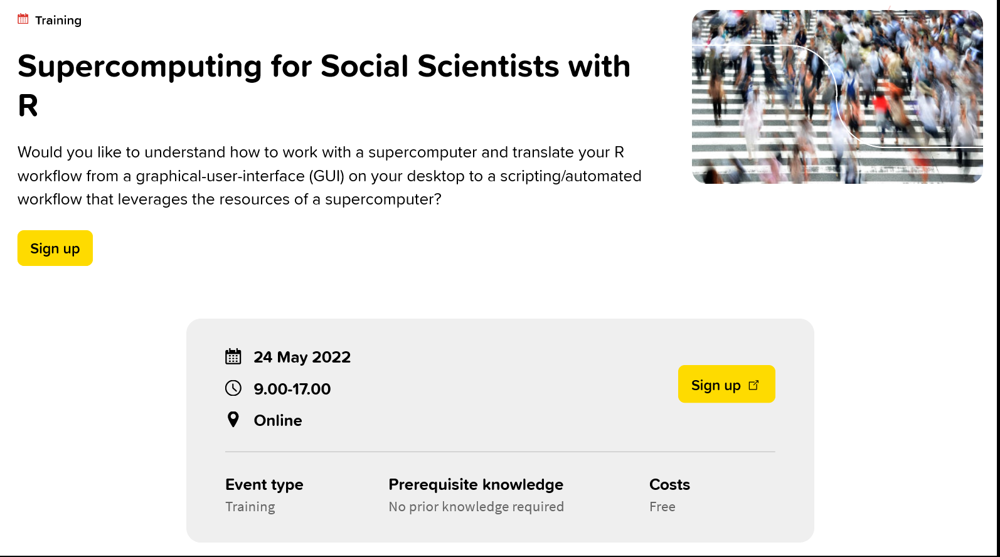 Training
Supercomputing for Social Scientists with
R
Would you like to understand how to work with a supercomputer and translate your R
workflow from a graphical-user-interface (GUI) on your desktop to a scripting/automated
workflow that leverages the resources of a supercomputer?
Sign up
24 May 2022
9.00-17.00
Online
Sign up
Event type
Training
Prerequisite knowledge
No prior knowledge required
Costs
Free